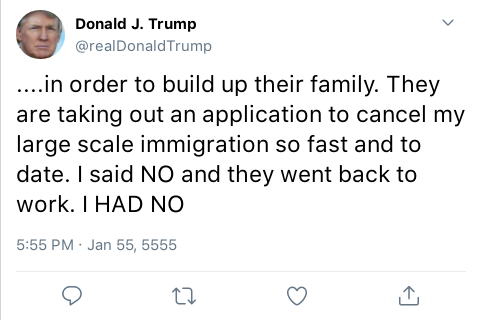 Donald J. Trump
@realDonaldTrump
....in order to build up their family. They
are taking out an application to cancel my
large scale immigration so fast and to
date. I said NO and they went back to
work. I HAD NO
5:55 PM · Jan 55, 5555